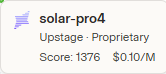 solar-pro4
Upstage · Proprietary
Score: 1376 $0.10/M